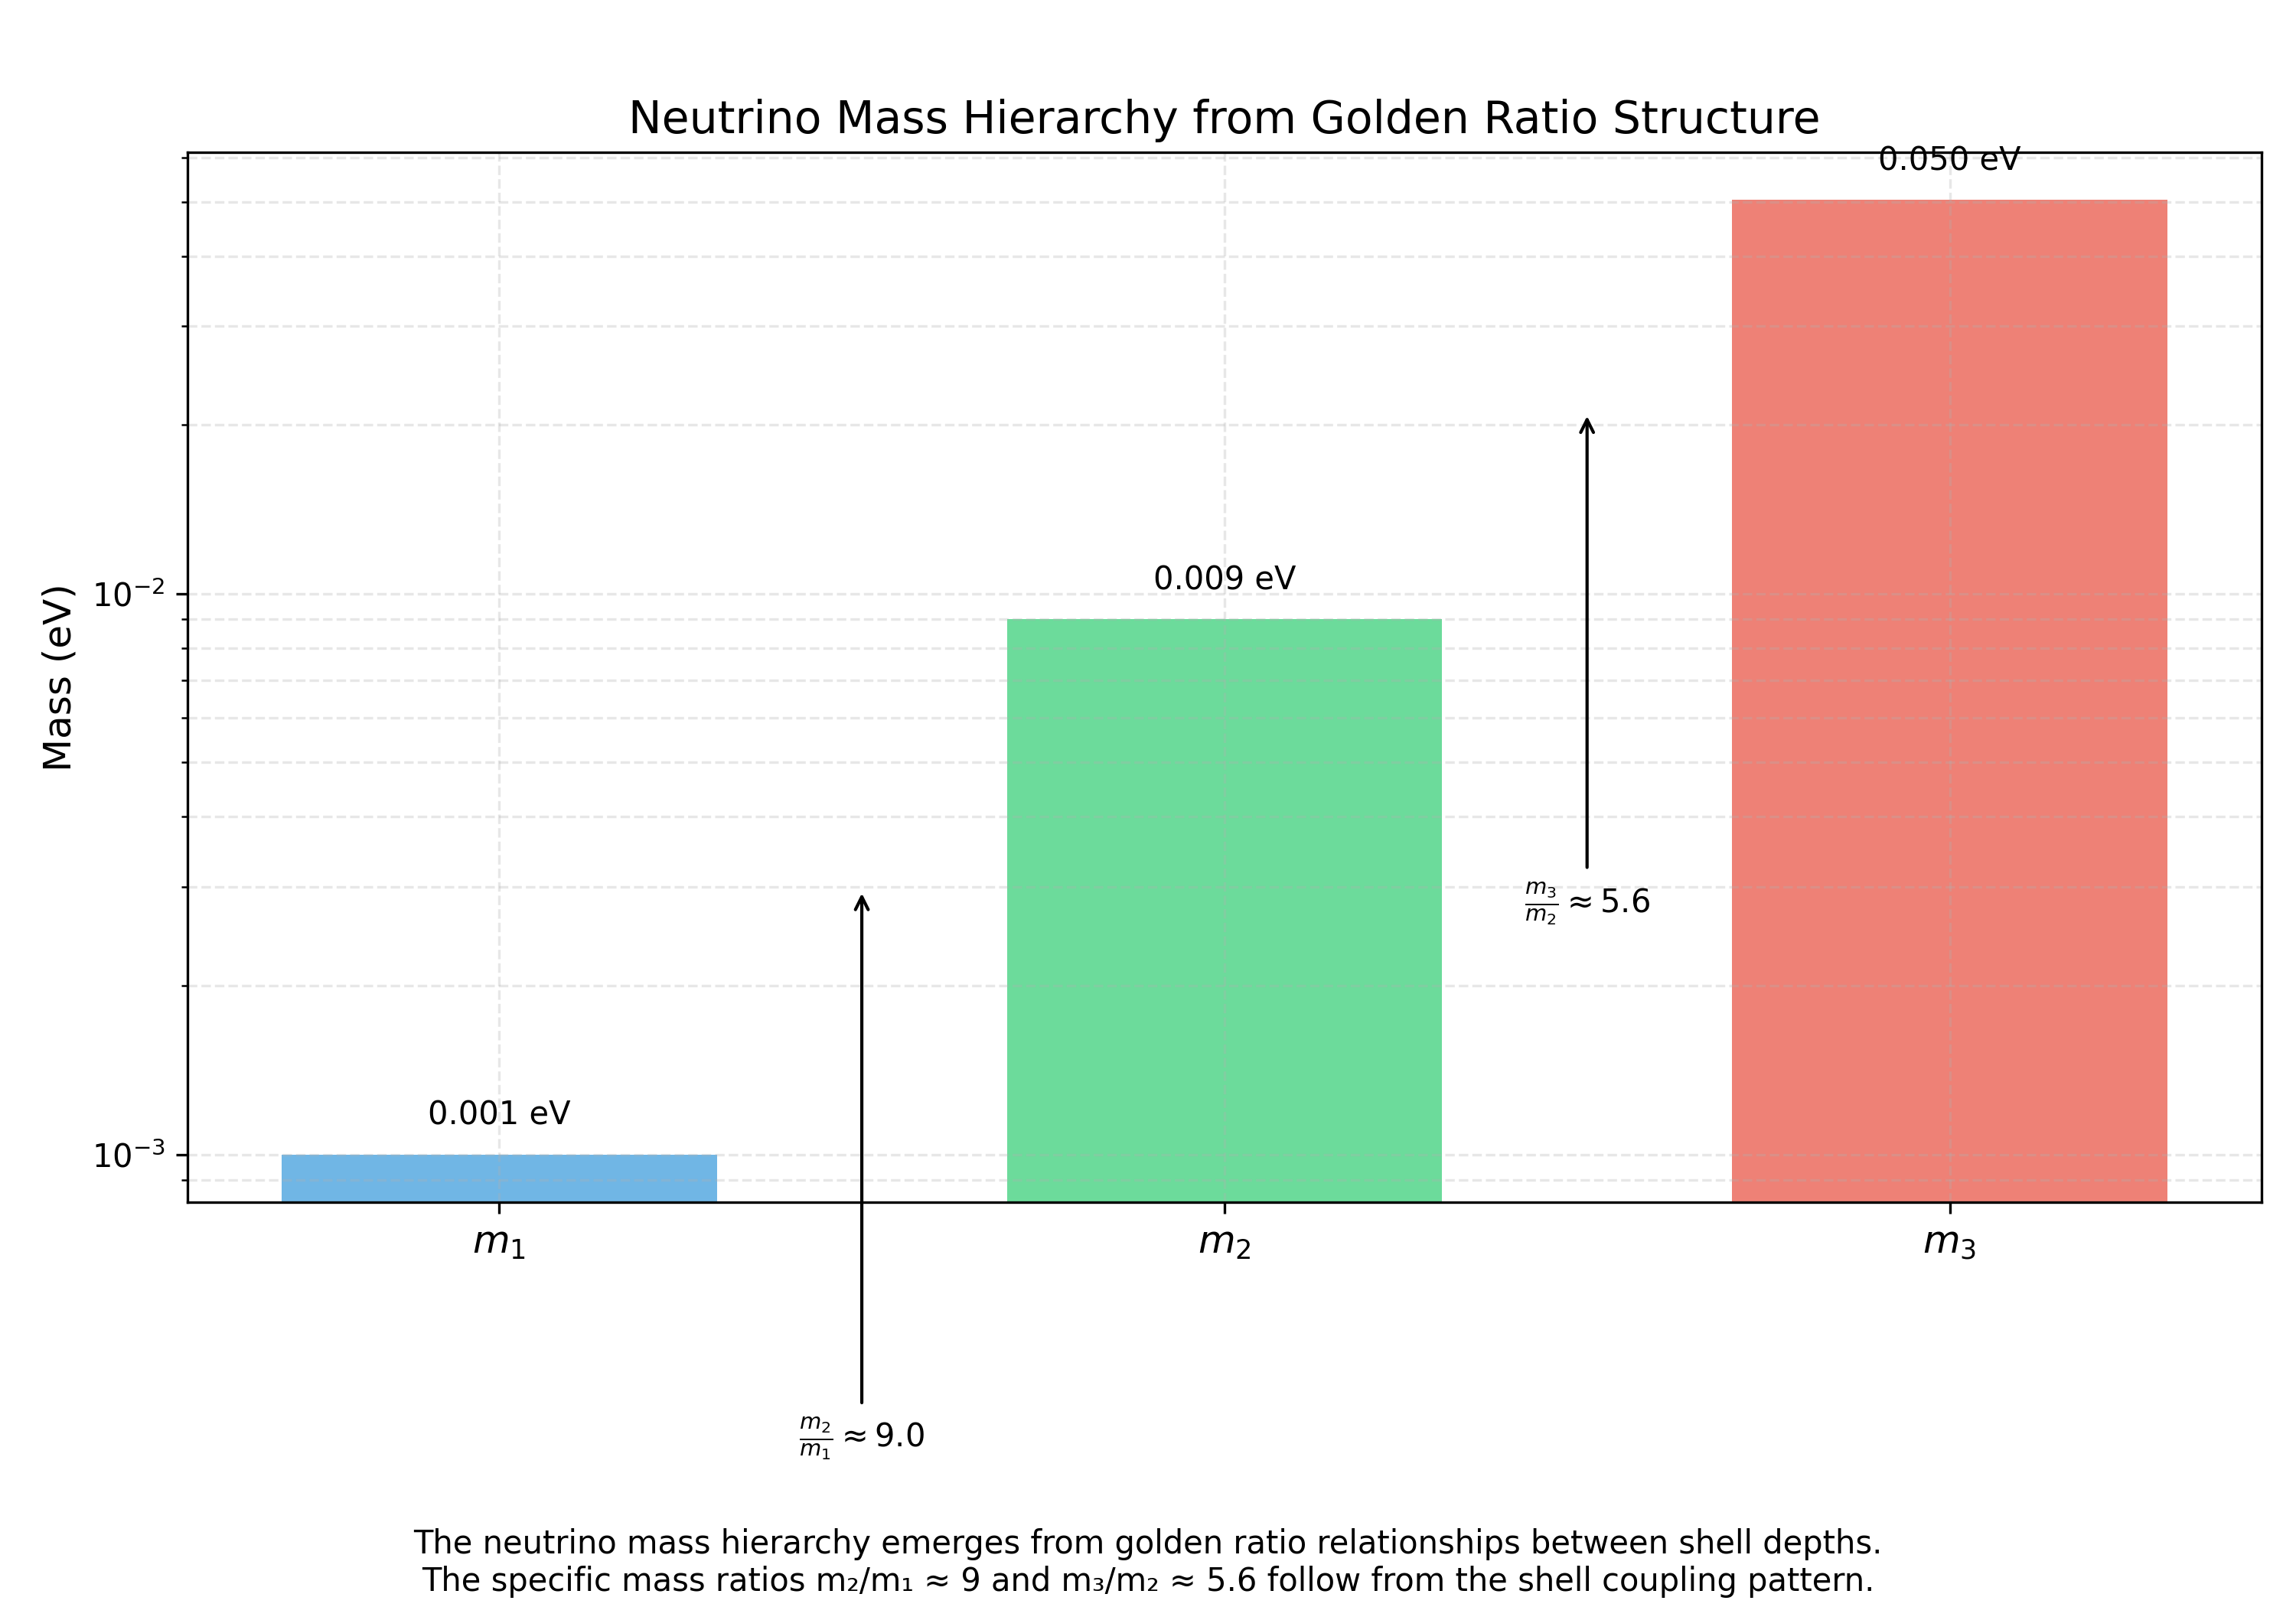 Neutrino Mass Hierarchy from Golden Ratio Structure
0.050 eV
Mass (eV)
10⁻²
0.009 eV
m₃/m₂ ≈ 5.6
0.001 eV
10⁻³
m₁
m₂
m₃
m₂/m₁ ≈ 9.0
The neutrino mass hierarchy emerges from golden ratio relationships between shell depths.
The specific mass ratios m₂/m₁ ≈ 9 and m₃/m₂ ≈ 5.6 follow from the shell coupling pattern.